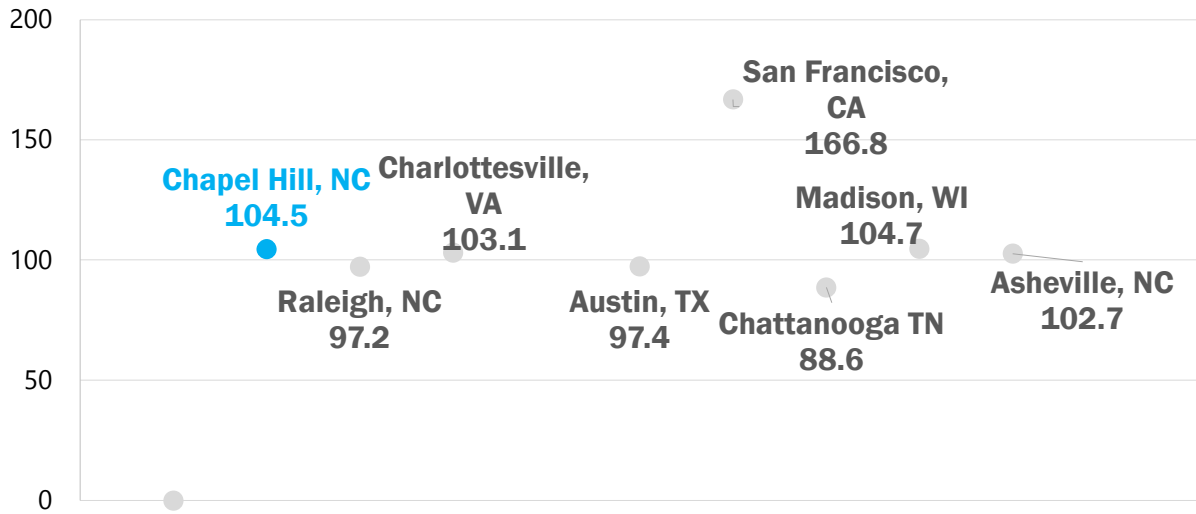 200
150
100
50
0
San Francisco,
CA
166.8
Chapel Hill, NC
104.5
Charlottesville,
VA
103.1
Madison, WI
104.7
Raleigh, NC
97.2
Austin, TX
97.4
Chattanooga TN
88.6
Asheville, NC
102.7